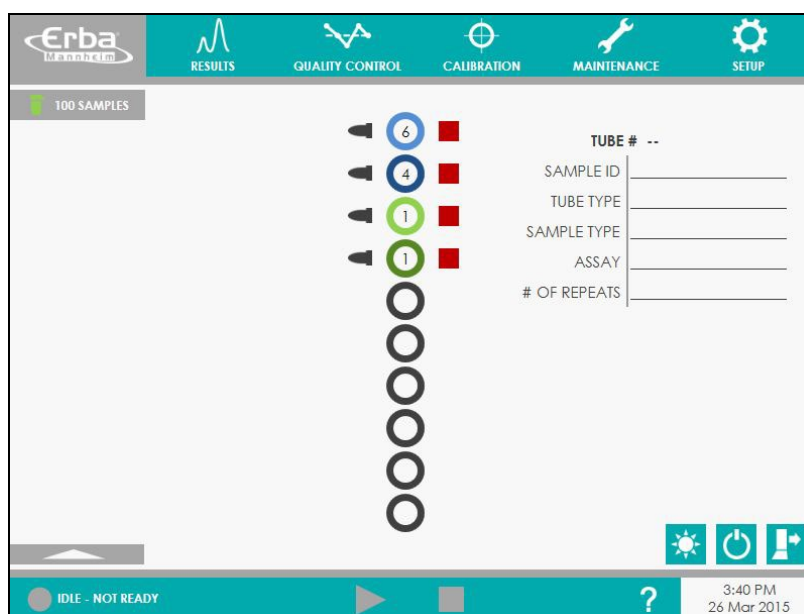 Erba
Mannheim
RESULTS
QUALITY CONTROL
CALIBRATION
MAINTENANCE
SETUP
100 SAMPLES
6
4
1
1
TUBE # --
SAMPLE ID
TUBE TYPE
SAMPLE TYPE
ASSAY
# OF REPEATS
IDLE - NOT READY
?
3:40 PM
26 Mar 2015